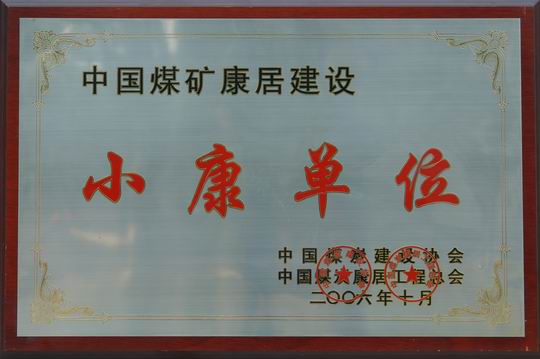 中国煤矿康居建设
小康单位
中国煤炭建设协会
中国煤矿康居工程总会
二〇〇六年十月